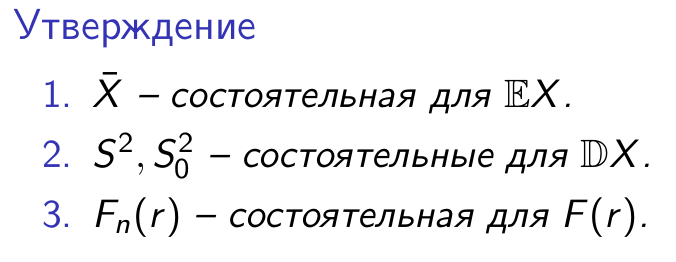 Утверждение
1. X̄ – состоятельная для 𝔼X.
2. S², S₀² – состоятельные для 𝔻X.
3. Fₙ(r) – состоятельная для F(r).